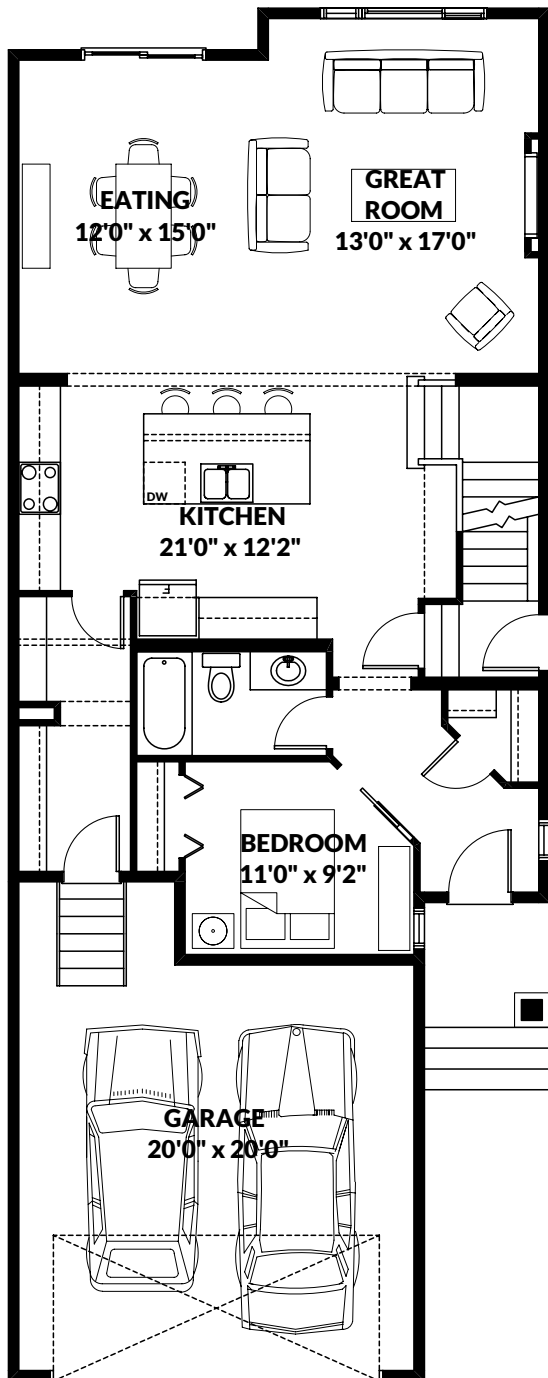 GREAT
ROOM
13'0" x 17'0"
EATING
12'0" x 15'0"
DW
KITCHEN
21'0" x 12'2"
F
BEDROOM
11'0" x 9'2"
GARAGE
20'0" x 20'0"